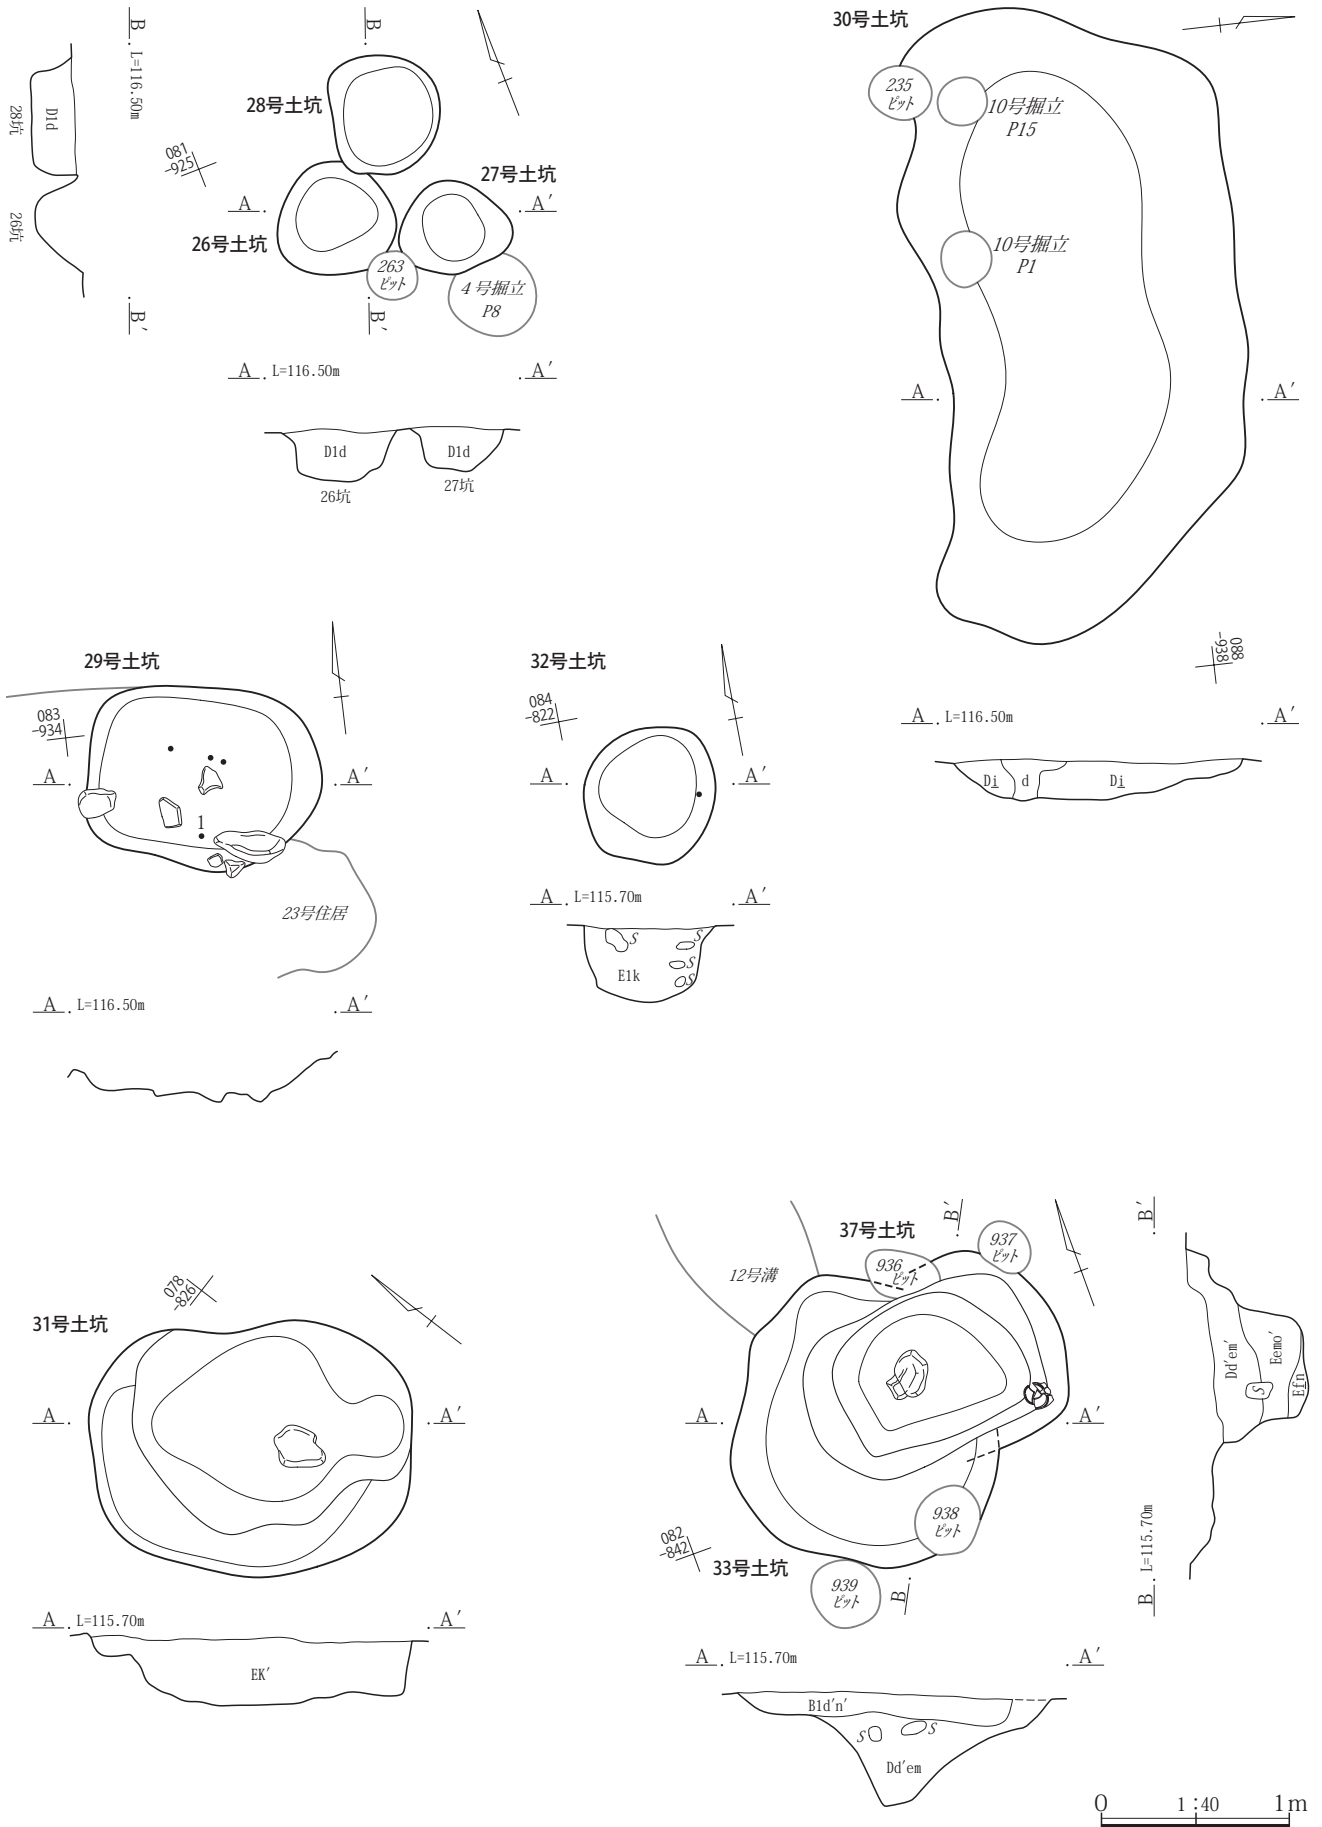 B
L=116.50m
D1d
28坑
26坑
B'
B
28号土坑
081
-925
27号土坑
A
A'
26号土坑
263
ピット
4号掘立
P8
B'
A
L=116.50m
A'
D1d
D1d
26坑
27坑
30号土坑
235
ピット
10号掘立
P15
10号掘立
P1
A
A'
088
-938
A
L=116.50m
A'
Di
d
Di
29号土坑
083
-934
A
A'
1
23号住居
A
L=116.50m
A'
32号土坑
084
-822
A
A'
A
L=115.70m
A'
S
S
S
S
E1k
31号土坑
078
-826
A
A'
A
L=115.70m
A'
EK'
37号土坑
B'
937
ピット
936
ピット
12号溝
A
A'
938
ピット
082
-842
33号土坑
939
ピット
B
B'
Dd'em'
Eemo'
S
Efn
L=115.70m
B
A
L=115.70m
A'
B1d'n'
S
S
Dd'em
0
1:40
1m